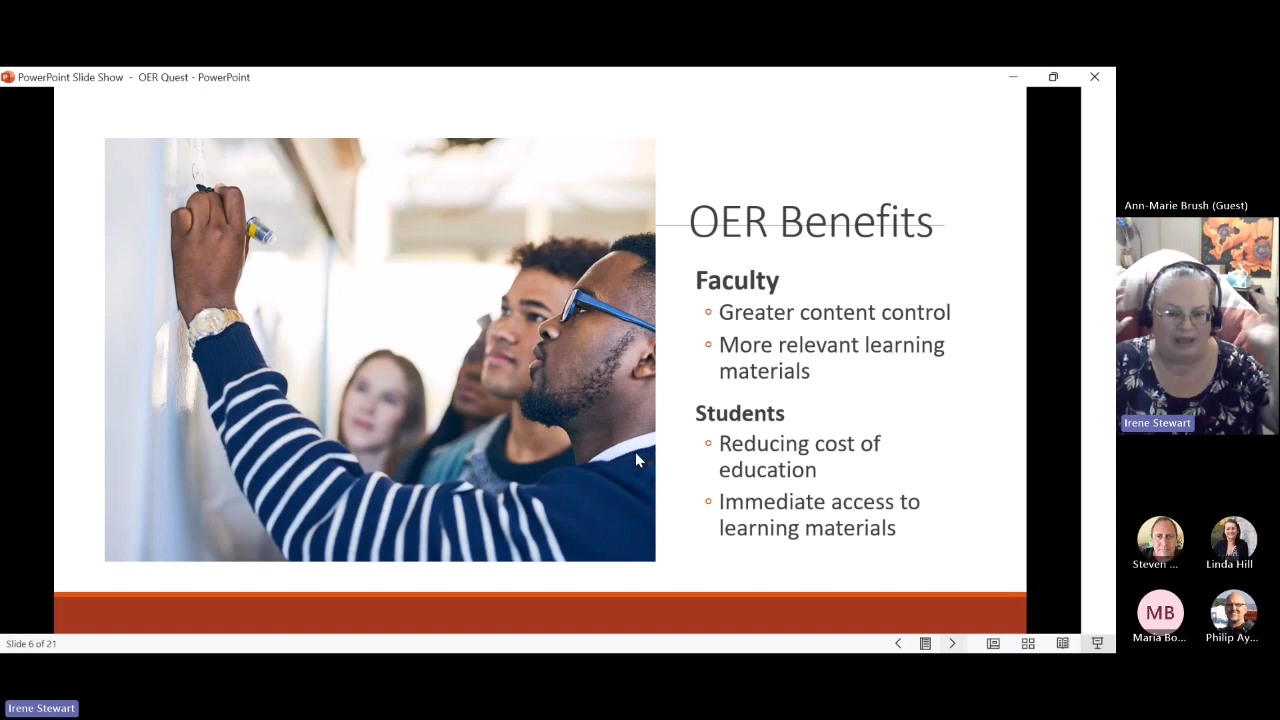 PowerPoint Slide Show - OER Quest - PowerPoint
OER Benefits
Faculty
Greater content control
More relevant learning
materials
Students
Reducing cost of
education
Immediate access to
learning materials
Slide 6 of 21
Ann-Marie Brush (Guest)
Irene Stewart
Steven ...
Linda Hill
MB
Maria Bo...
Philip Ay...
Irene Stewart